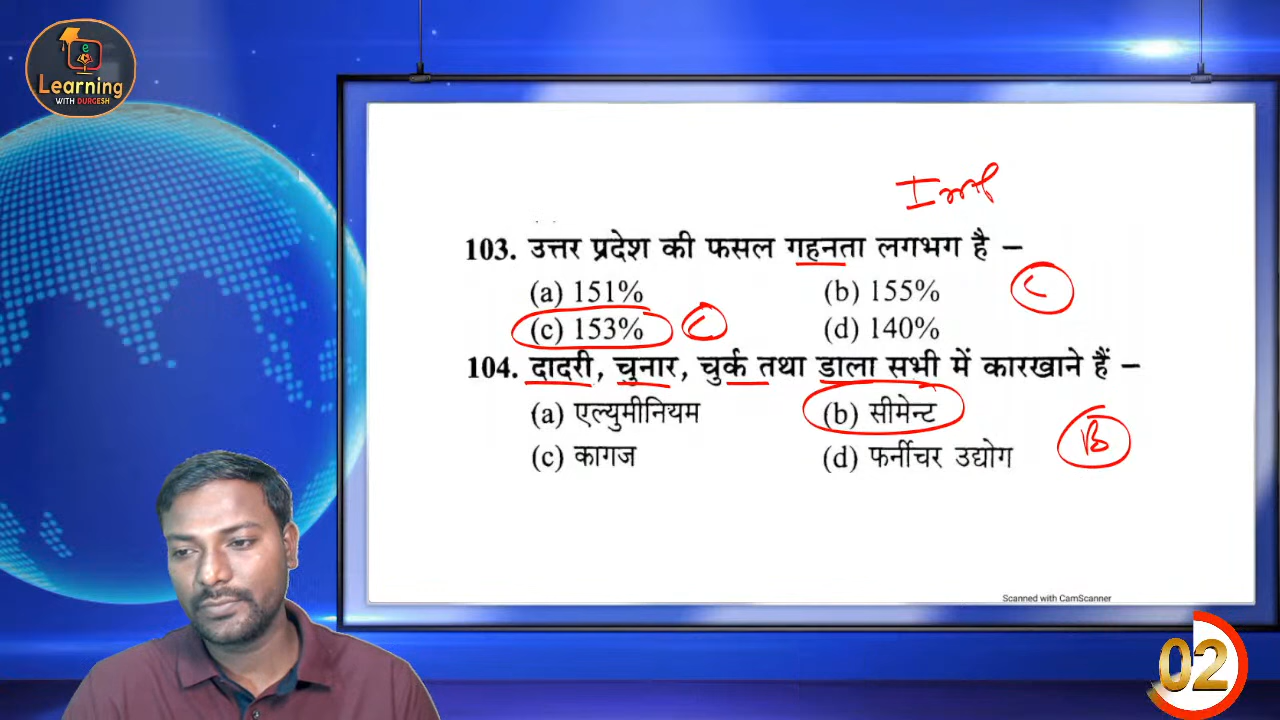 e
Learning
WITH DURGESH
Imp
103. उत्तर प्रदेश की फसल गहनता लगभग है –
(a) 151% (b) 155% C
(c) 153% C (d) 140%
104. दादरी, चुनार, चुर्क तथा डाला सभी में कारखाने हैं –
(a) एल्युमीनियम (b) सीमेन्ट B
(c) कागज (d) फर्नीचर उद्योग
Scanned with CamScanner
02